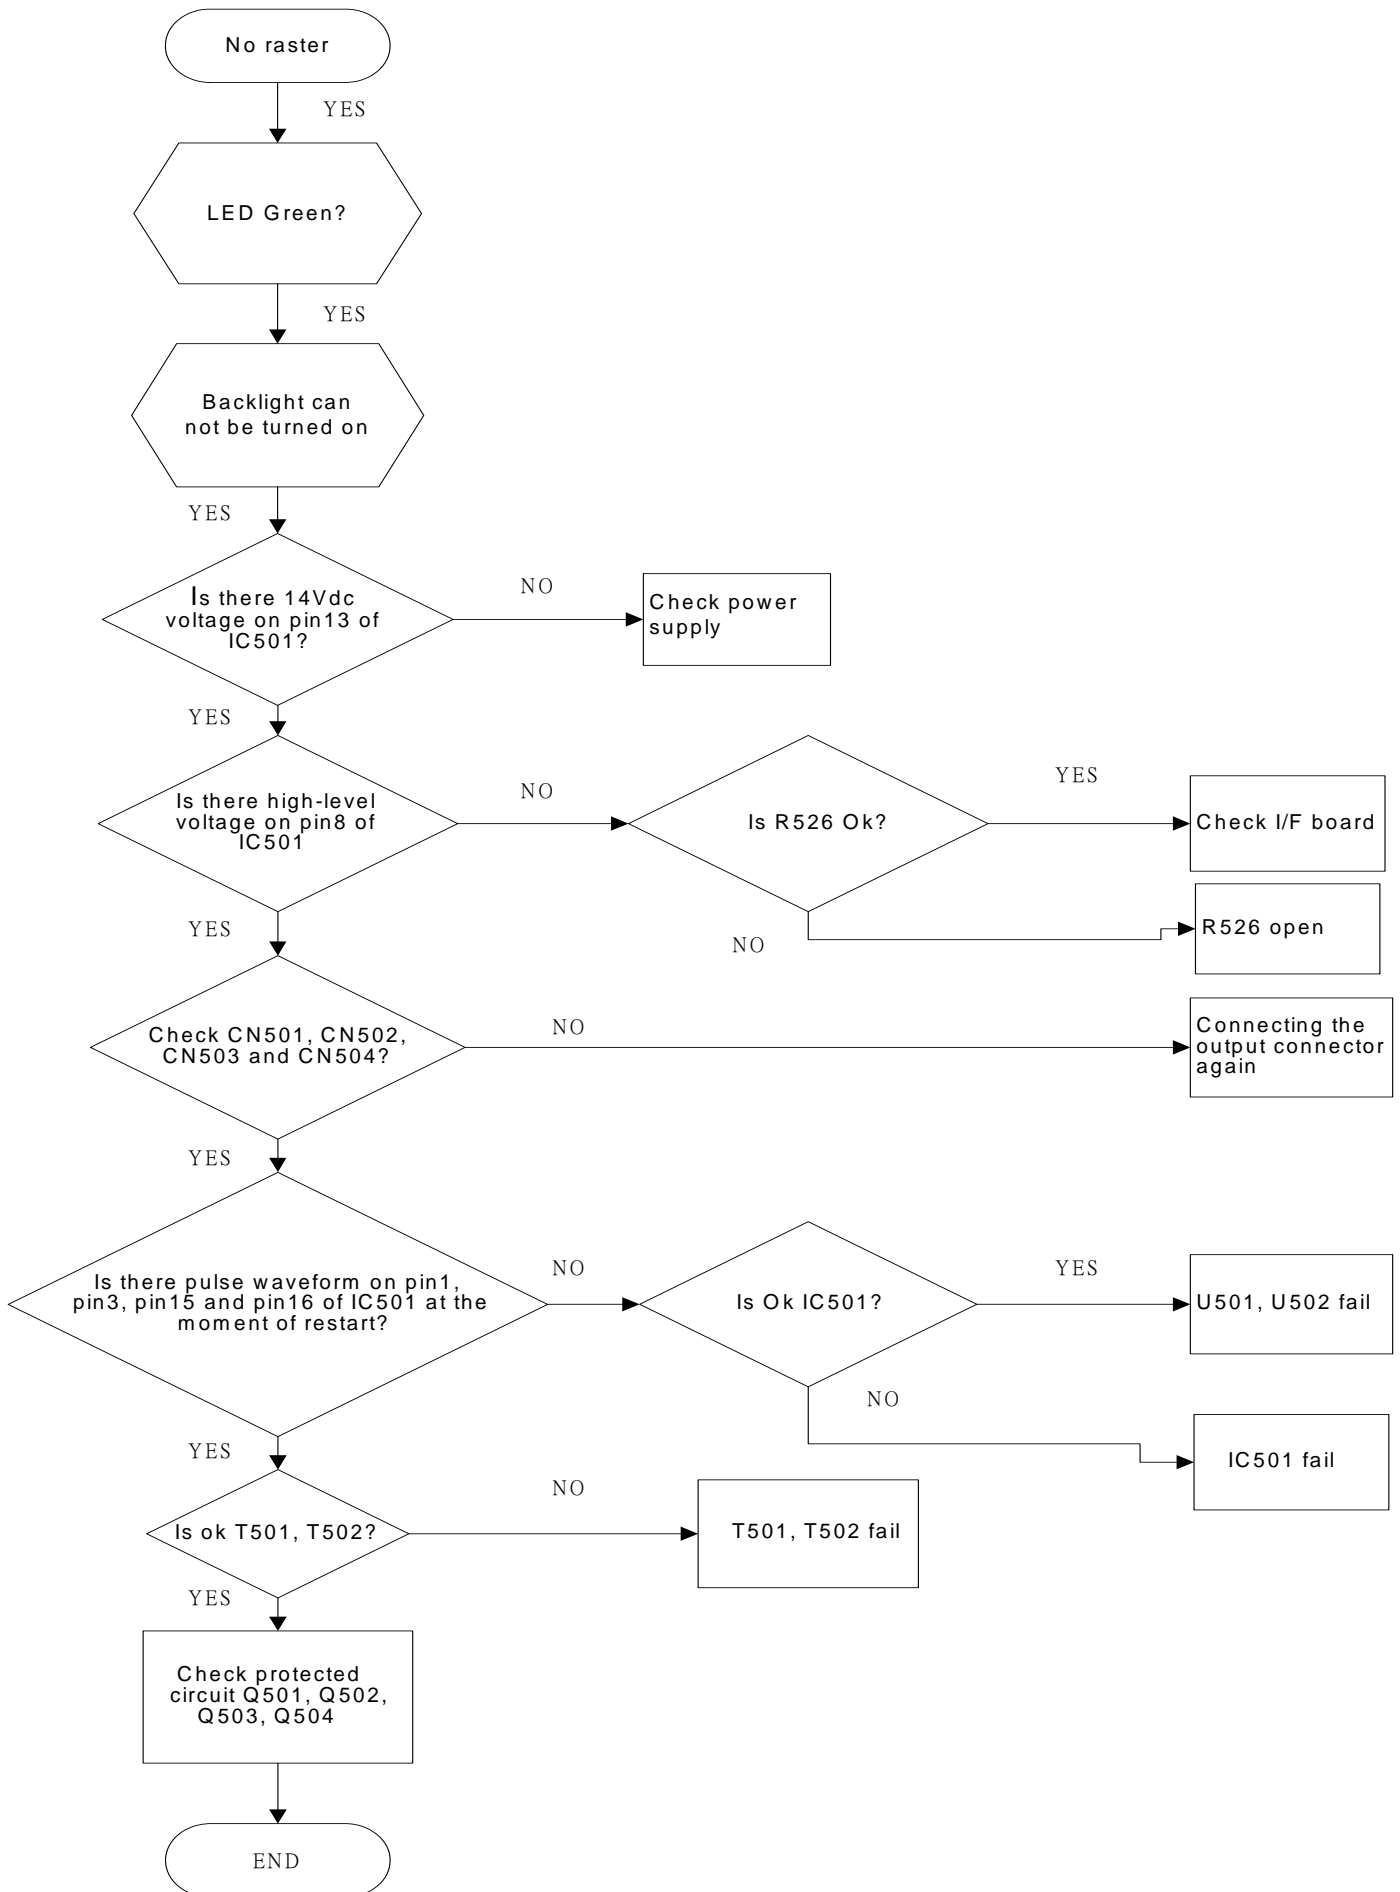 No raster
YES
LED Green?
YES
Backlight can
not be turned on
YES
Is there 14Vdc
voltage on pin13 of
IC501?
NO
Check power
supply
YES
Is there high-level
voltage on pin8 of
IC501
NO
Is R526 Ok?
YES
Check I/F board
NO
R526 open
YES
Check CN501, CN502,
CN503 and CN504?
NO
Connecting the
output connector
again
YES
Is there pulse waveform on pin1,
pin3, pin15 and pin16 of IC501 at the
moment of restart?
NO
Is Ok IC501?
YES
U501, U502 fail
NO
IC501 fail
YES
Is ok T501, T502?
NO
T501, T502 fail
YES
Check protected
circuit Q501, Q502,
Q503, Q504
END